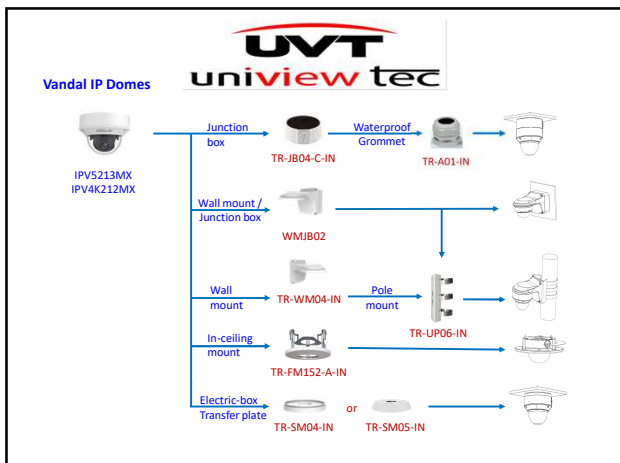 UVT
uniview tec
Vandal IP Domes
IPV5213MX
IPV4K212MX
Junction
box
TR-JB04-C-IN
Waterproof
Grommet
TR-A01-IN
Wall mount /
Junction box
WMJB02
Wall
mount
TR-WM04-IN
Pole
mount
TR-UP06-IN
In-ceiling
mount
TR-FM152-A-IN
Electric-box
Transfer plate
TR-SM04-IN
or
TR-SM05-IN